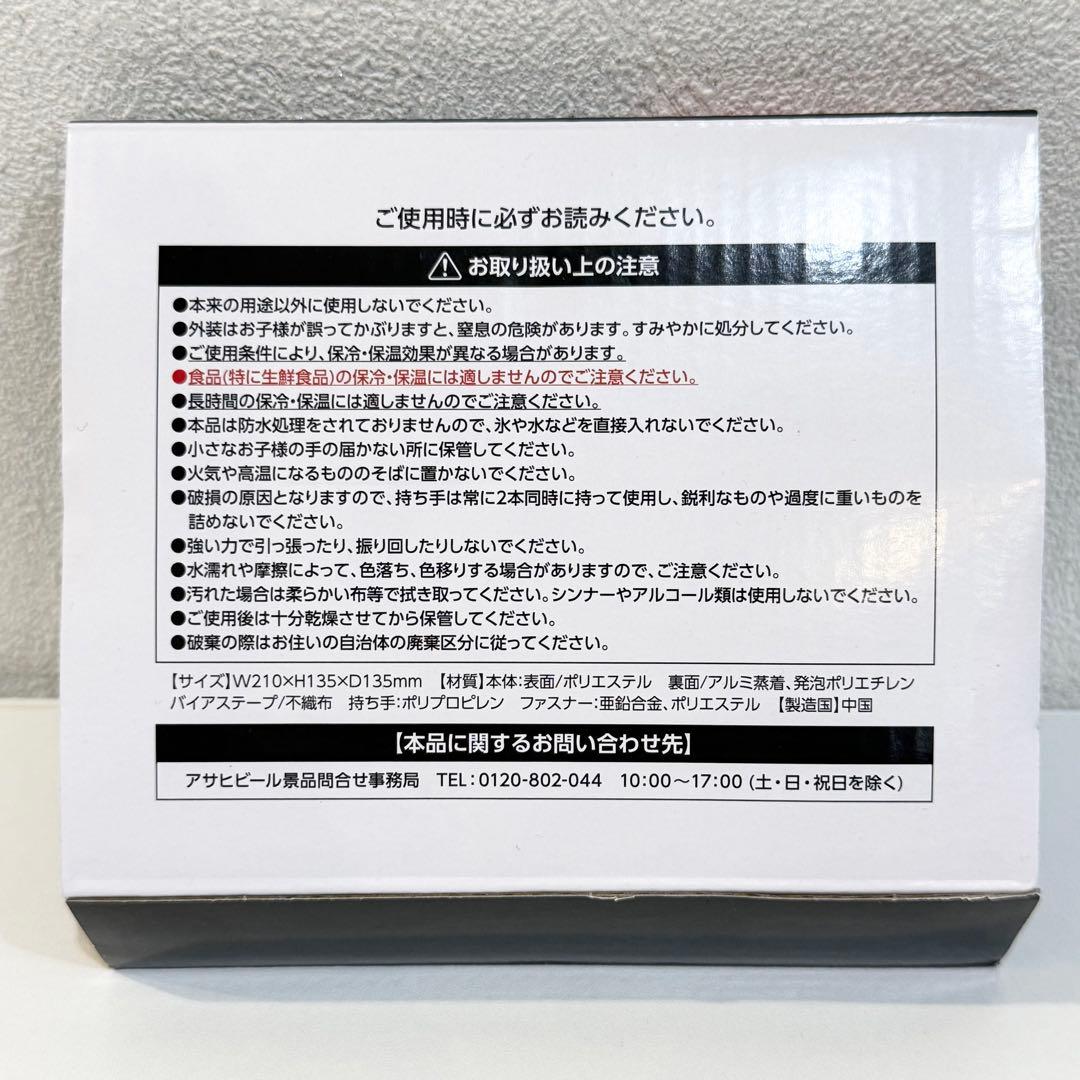 ご使用時に必ずお読みください。
お取り扱い上の注意
●本来の用途以外に使用しないでください。
●外装はお子様が誤ってかぶりますと、窒息の危険があります。すみやかに処分してください。
●ご使用条件により、保冷・保温効果が異なる場合があります。
●食品(特に生鮮食品)の保冷・保温には適しませんのでご注意ください。
●長時間の保冷・保温には適しませんのでご注意ください。
●本品は防水処理をされておりませんので、氷や水などを直接入れないでください。
●小さなお子様の手の届かない所に保管してください。
●火気や高温になるもののそばに置かないでください。
●破損の原因となりますので、持ち手は常に2本同時に持って使用し、鋭利なものや過度に重いものを
詰めないでください。
●強い力で引っ張ったり、振り回したりしないでください。
●水濡れや摩擦によって、色落ち、色移りする場合がありますので、ご注意ください。
●汚れた場合は柔らかい布等で拭き取ってください。シンナーやアルコール類は使用しないでください。
●ご使用後は十分乾燥させてから保管してください。
●破棄の際はお住いの自治体の廃棄区分に従ってください。
【サイズ】W210×H135×D135mm 【材質】本体：表面/ポリエステル 裏面/アルミ蒸着、発泡ポリエチレン
バイアステープ/不織布 持ち手：ポリプロピレン ファスナー：亜鉛合金、ポリエステル 【製造国】中国
【本品に関するお問い合わせ先】
アサヒビール景品問合せ事務局 TEL：0120-802-044 10:00～17:00 (土・日・祝日を除く)